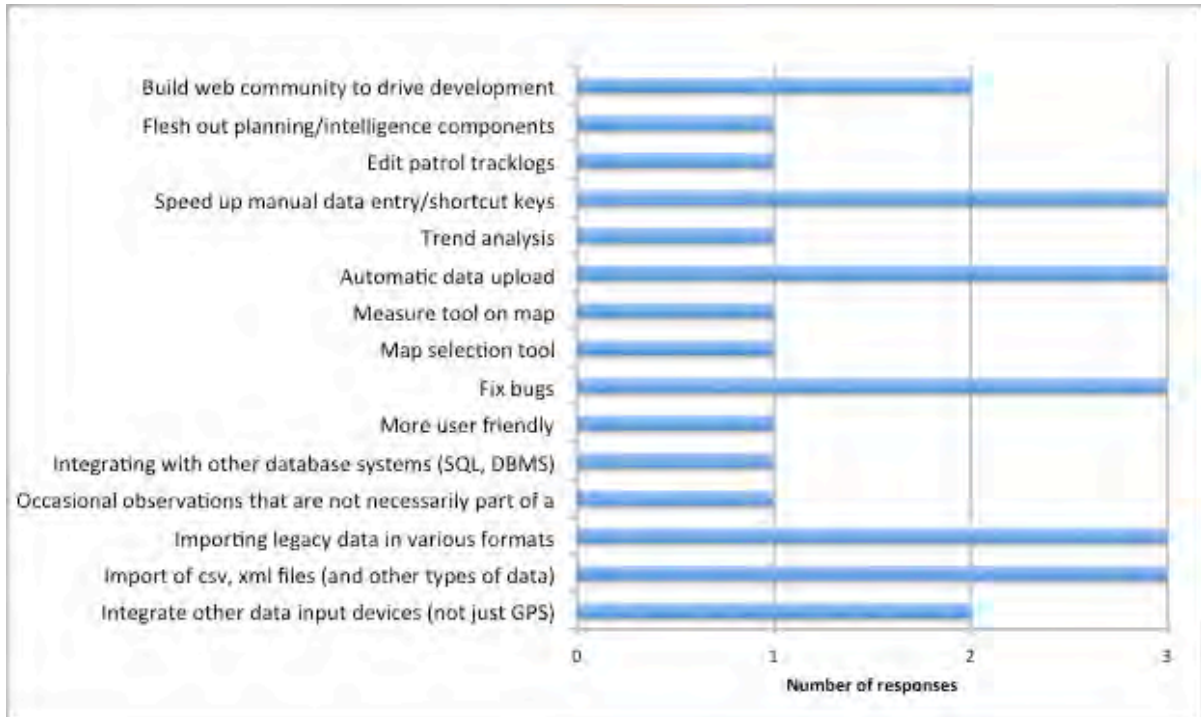 Build web community to drive development
Flesh out planning/intelligence components
Edit patrol tracklogs
Speed up manual data entry/shortcut keys
Trend analysis
Automatic data upload
Measure tool on map
Map selection tool
Fix bugs
More user friendly
Integrating with other database systems (SQL, DBMS)
Occasional observations that are not necessarily part of a
Importing legacy data in various formats
Import of csv, xml files (and other types of data)
Integrate other data input devices (not just GPS)
0 1 2 3
Number of responses